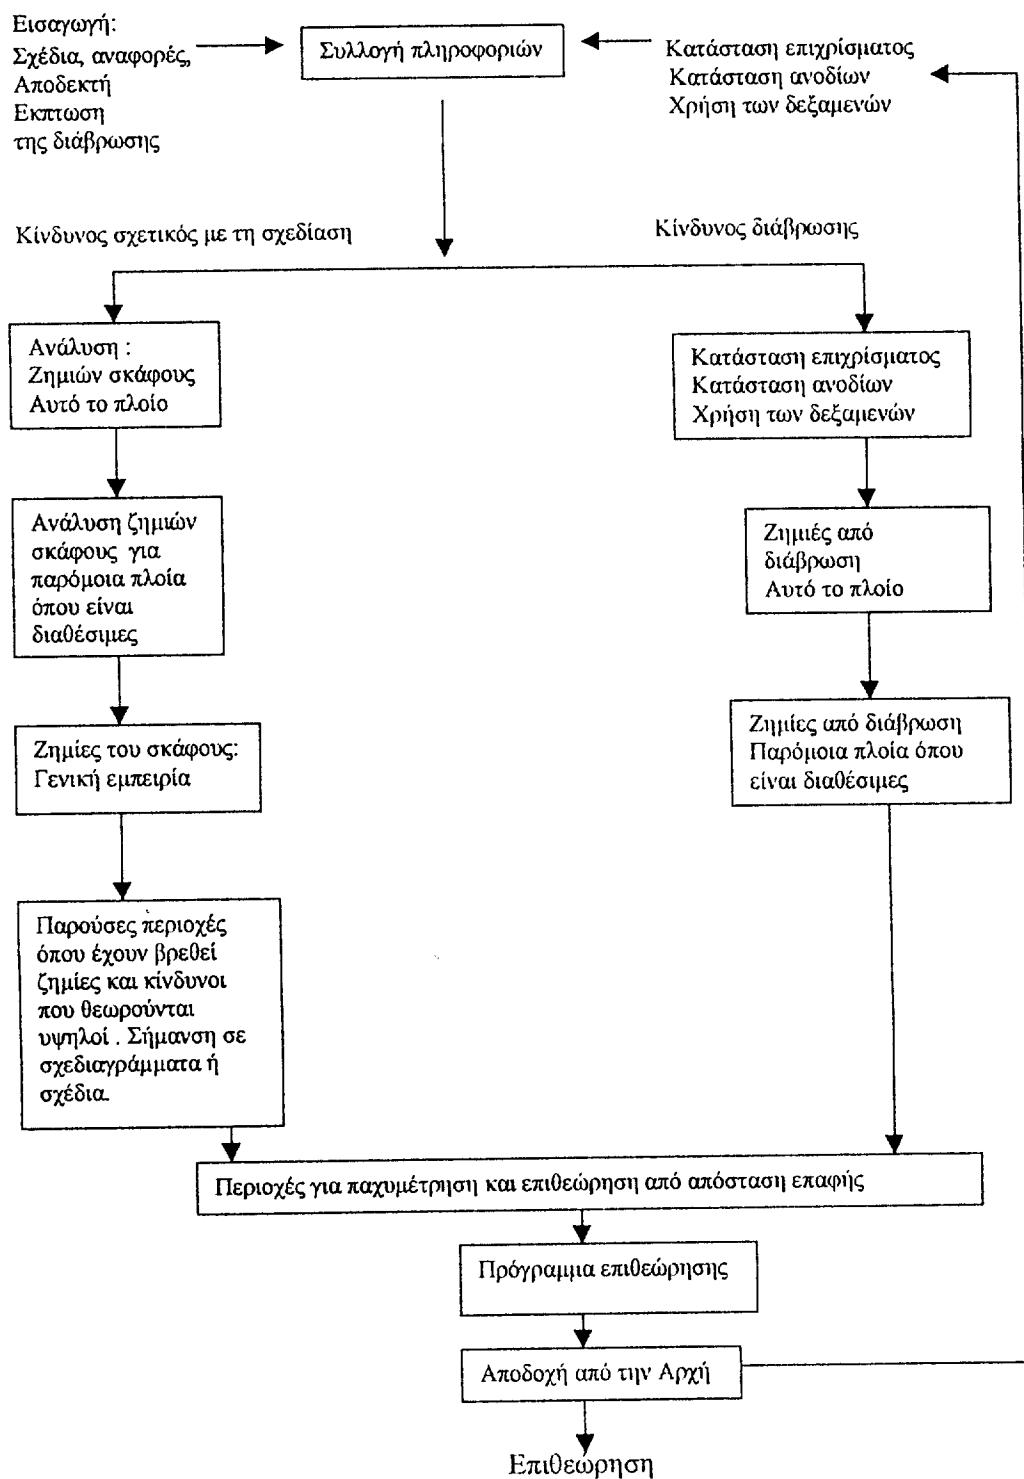 Εισαγωγή:
Σχέδια, αναφορές,
Αποδεκτή
Εκπτωση
της διάβρωσης
Συλλογή πληροφοριών
Κατάσταση επιχρίσματος
Κατάσταση ανοδίων
Χρήση των δεξαμενών
Κίνδυνος σχετικός με τη σχεδίαση
Κίνδυνος διάβρωσης
Ανάλυση :
Ζημιών σκάφους
Αυτό το πλοίο
Ανάλυση ζημιών
σκάφους για
παρόμοια πλοία
όπου είναι
διαθέσιμες
Ζημίες του σκάφους:
Γενική εμπειρία
Παρούσες περιοχές
όπου έχουν βρεθεί
ζημίες και κίνδυνοι
που θεωρούνται
υψηλοί . Σήμανση σε
σχεδιαγράμματα ή
σχέδια.
Κατάσταση επιχρίσματος
Κατάσταση ανοδίων
Χρήση των δεξαμενών
Ζημιές από
διάβρωση
Αυτό το πλοίο
Ζημίες από διάβρωση
Παρόμοια πλοία όπου
είναι διαθέσιμες
Περιοχές για παχυμέτρηση και επιθεώρηση από απόσταση επαφής
Πρόγραμμα επιθεώρησης
Αποδοχή από την Αρχή
Επιθεώρηση